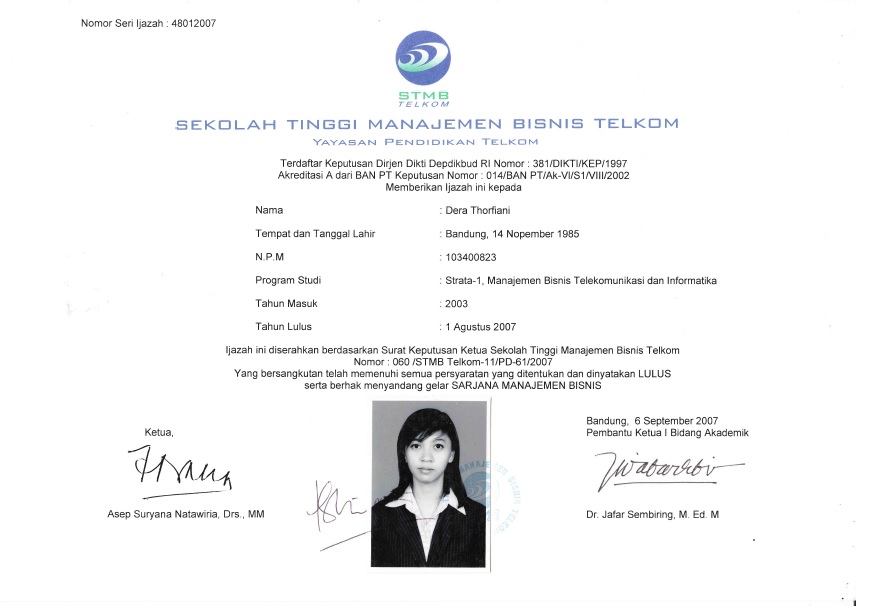 Nomor Seri Ijazah : 48012007
STMB
TELKOM
SEKOLAH TINGGI MANAJEMEN BISNIS TELKOM
YAYASAN PENDIDIKAN TELKOM
Terdaftar Keputusan Dirjen Dikti Depdikbud RI Nomor : 381/DIKTI/KEP/1997
Akreditasi A dari BAN PT Keputusan Nomor : 014/BAN PT/Ak-VI/S1/VIII/2002
Memberikan Ijazah ini kepada
Nama : Dera Thorfiani
Tempat dan Tanggal Lahir : Bandung, 14 Nopember 1985
N.P.M : 103400823
Program Studi : Strata-1, Manajemen Bisnis Telekomunikasi dan Informatika
Tahun Masuk : 2003
Tahun Lulus : 1 Agustus 2007
Ijazah ini diserahkan berdasarkan Surat Keputusan Ketua Sekolah Tinggi Manajemen Bisnis Telkom
Nomor : 060 /STMB Telkom-11/PD-61/2007
Yang bersangkutan telah memenuhi semua persyaratan yang ditentukan dan dinyatakan LULUS
serta berhak menyandang gelar SARJANA MANAJEMEN BISNIS
Ketua,
Asep Suryana Natawiria, Drs., MM
MANAJEMEN BISNIS
Bandung, 6 September 2007
Pembantu Ketua I Bidang Akademik
Dr. Jafar Sembiring, M. Ed. M